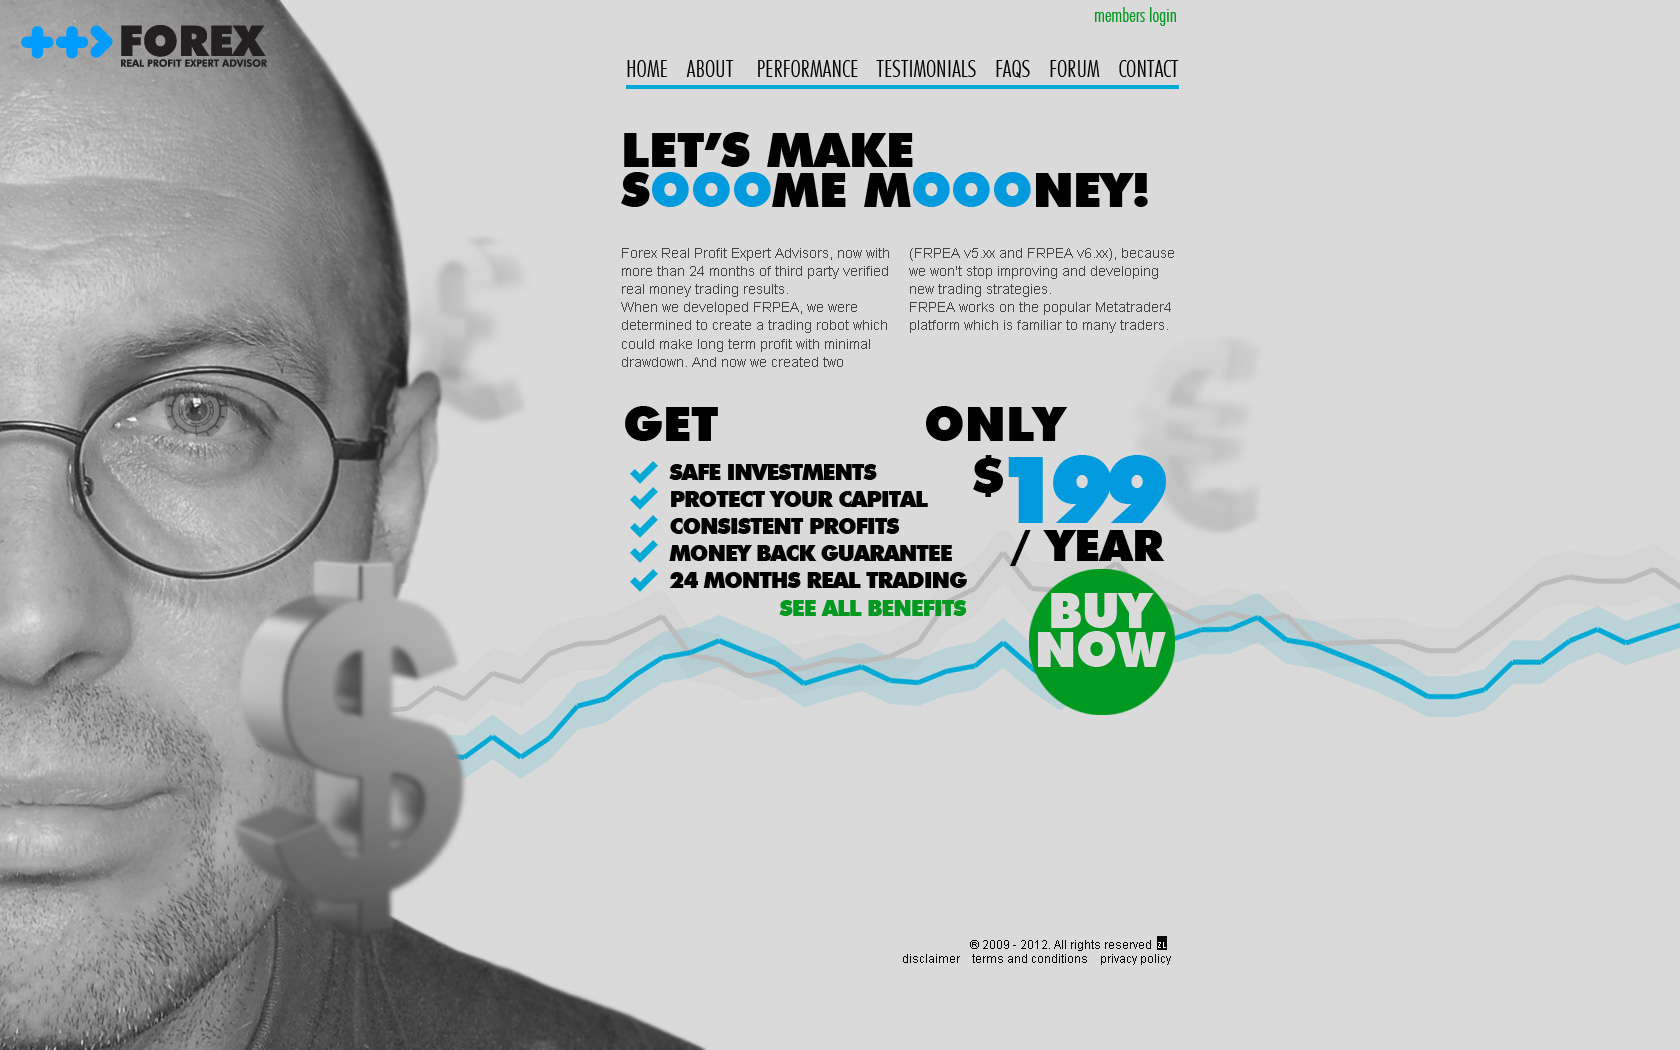 members login
FOREX
REAL PROFIT EXPERT ADVISOR
HOME ABOUT PERFORMANCE TESTIMONIALS FAQS FORUM CONTACT
LET'S MAKE
SOOOME MOOONEY!
Forex Real Profit Expert Advisors, now with
more than 24 months of third party verified
real money trading results.
When we developed FRPEA, we were
determined to create a trading robot which
could make long term profit with minimal
drawdown. And now we created two
(FRPEA v5.xx and FRPEA v6.xx), because
we won't stop improving and developing
new trading strategies.
FRPEA works on the popular Metatrader4
platform which is familiar to many traders.
GET
SAFE INVESTMENTS
PROTECT YOUR CAPITAL
CONSISTENT PROFITS
MONEY BACK GUARANTEE
24 MONTHS REAL TRADING
SEE ALL BENEFITS
ONLY
$199
/ YEAR
BUY
NOW
® 2009 - 2012. All rights reserved ZL
disclaimer terms and conditions privacy policy